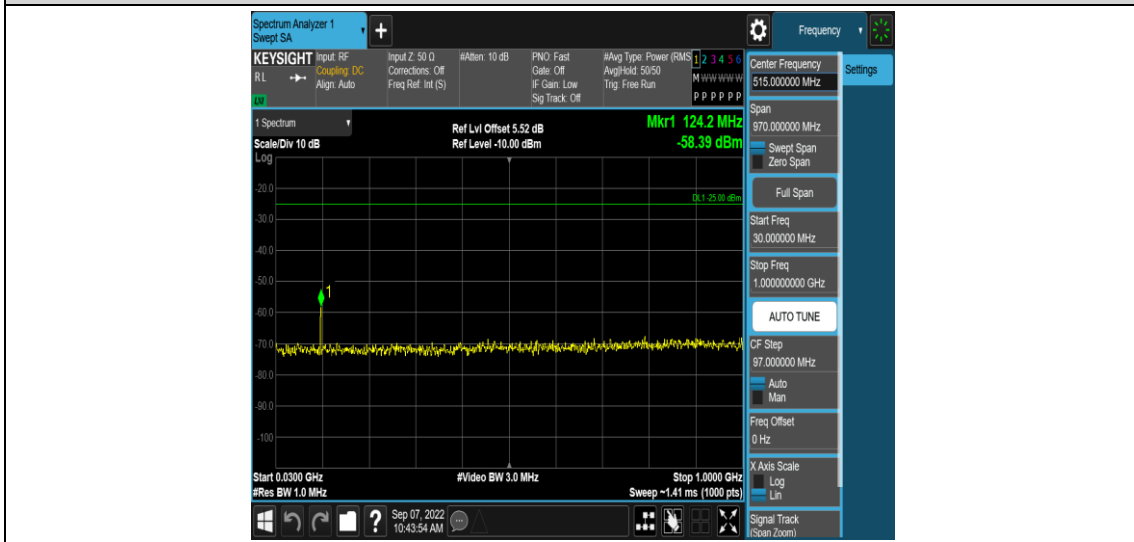 Spectrum Analyzer 1
Swept SA
+
Frequency
KEYSIGHT
RL
LXI
Input: RF
Coupling: DC
Align: Auto
Input Z: 50 Ω
Corrections: Off
Freq Ref: Int (S)
#Atten: 10 dB
PNO: Fast
Gate: Off
IF Gain: Low
Sig Track: Off
#Avg Type: Power (RMS
Avg|Hold: 50/50
Trig: Free Run
1 2 3 4 5 6
M W W W W W
P P P P P P
1 Spectrum
Scale/Div 10 dB
Ref Lvl Offset 5.52 dB
Ref Level -10.00 dBm
Mkr1 124.2 MHz
-58.39 dBm
Log
DL1 -25.00 dBm
-20.0
-30.0
-40.0
-50.0
-60.0
-70.0
-80.0
-90.0
-100
1
Start 0.0300 GHz
#Res BW 1.0 MHz
#Video BW 3.0 MHz
Stop 1.0000 GHz
Sweep ~1.41 ms (1000 pts)
Center Frequency
515.000000 MHz
Settings
Span
970.000000 MHz
Swept Span
Zero Span
Full Span
Start Freq
30.000000 MHz
Stop Freq
1.000000000 GHz
AUTO TUNE
CF Step
97.000000 MHz
Auto
Man
Freq Offset
0 Hz
X Axis Scale
Log
Lin
Signal Track
(Span Zoom)
?
Sep 07, 2022
10:43:54 AM